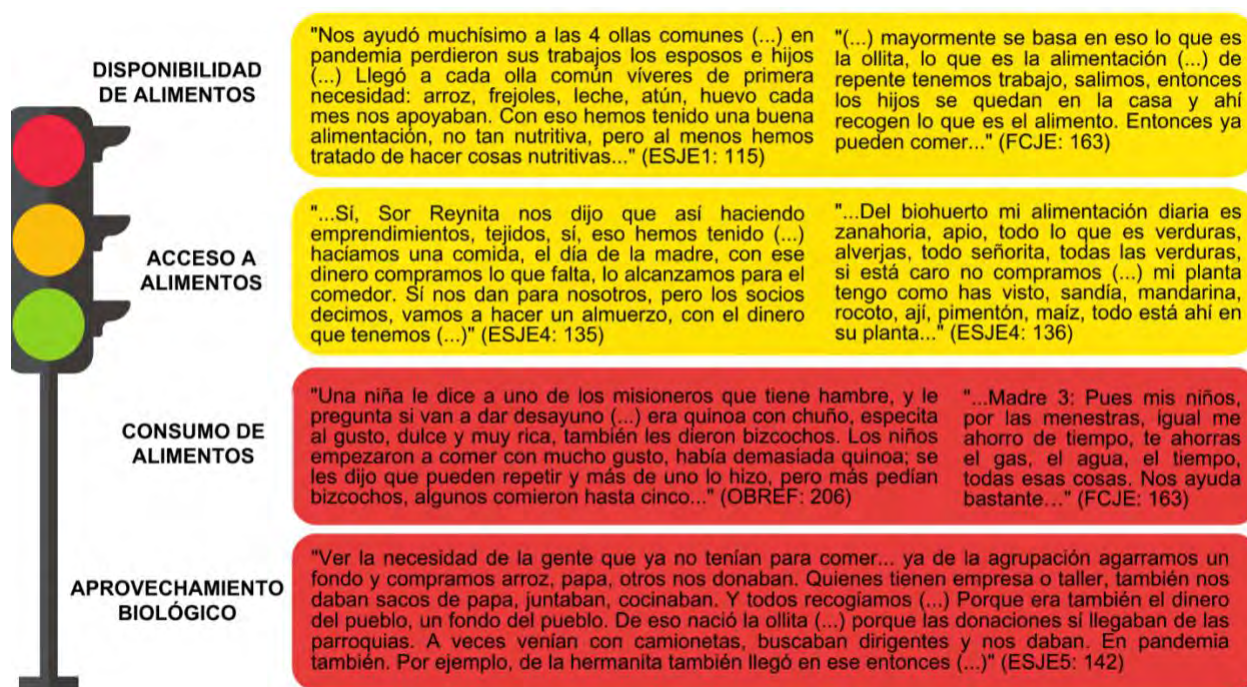 DISPONIBILIDAD
DE ALIMENTOS
"Nos ayudó muchísimo a las 4 ollas comunes (...) en
pandemia perdieron sus trabajos los esposos e hijos
(...) Llegó a cada olla común víveres de primera
necesidad: arroz, frejoles, leche, atún, huevo cada
mes nos apoyaban. Con eso hemos tenido una buena
alimentación, no tan nutritiva, pero al menos hemos
tratado de hacer cosas nutritivas..." (ESJE1: 115)
"(...) mayormente se basa en eso lo que es
la ollita, lo que es la alimentación (...) de
repente tenemos trabajo, salimos, entonces
los hijos se quedan en la casa y ahí
recogen lo que es el alimento. Entonces ya
pueden comer..." (FCJE: 163)
ACCESO A
ALIMENTOS
"...Sí, Sor Reynita nos dijo que así haciendo
emprendimientos, tejidos, sí, eso hemos tenido (...)
hacíamos una comida, el día de la madre, con ese
dinero compramos lo que falta, lo alcanzamos para el
comedor. Sí nos dan para nosotros, pero los socios
decimos, vamos a hacer un almuerzo, con el dinero
que tenemos (...)" (ESJE4: 135)
"...Del biohuerto mi alimentación diaria es
zanahoria, apio, todo lo que es verduras,
alverjas, todo señorita, todas las verduras,
si está caro no compramos (...) mi planta
tengo como has visto, sandía, mandarina,
rocoto, ají, pimentón, maíz, todo está ahí en
su planta..." (ESJE4: 136)
CONSUMO DE
ALIMENTOS
"Una niña le dice a uno de los misioneros que tiene hambre, y le
pregunta si van a dar desayuno (...) era quinoa con chuño, especita
al gusto, dulce y muy rica, también les dieron bizcochos. Los niños
empezaron a comer con mucho gusto, había demasiada quinoa; se
les dijo que pueden repetir y más de uno lo hizo, pero más pedían
bizcochos, algunos comieron hasta cinco..." (OBREF: 206)
"...Madre 3: Pues mis niños,
por las menestras, igual me
ahorro de tiempo, te ahorras
el gas, el agua, el tiempo,
todas esas cosas. Nos ayuda
bastante..." (FCJE: 163)
APROVECHAMIENTO
BIOLÓGICO
"Ver la necesidad de la gente que ya no tenían para comer... ya de la agrupación agarramos un
fondo y compramos arroz, papa, otros nos donaban. Quienes tienen empresa o taller, también nos
daban sacos de papa, juntaban, cocinaban. Y todos recogíamos (...) Porque era también el dinero
del pueblo, un fondo del pueblo. De eso nació la ollita (...) porque las donaciones sí llegaban de las
parroquias. A veces venían con camionetas, buscaban dirigentes y nos daban. En pandemia
también. Por ejemplo, de la hermanita también llegó en ese entonces (...)" (ESJE5: 142)